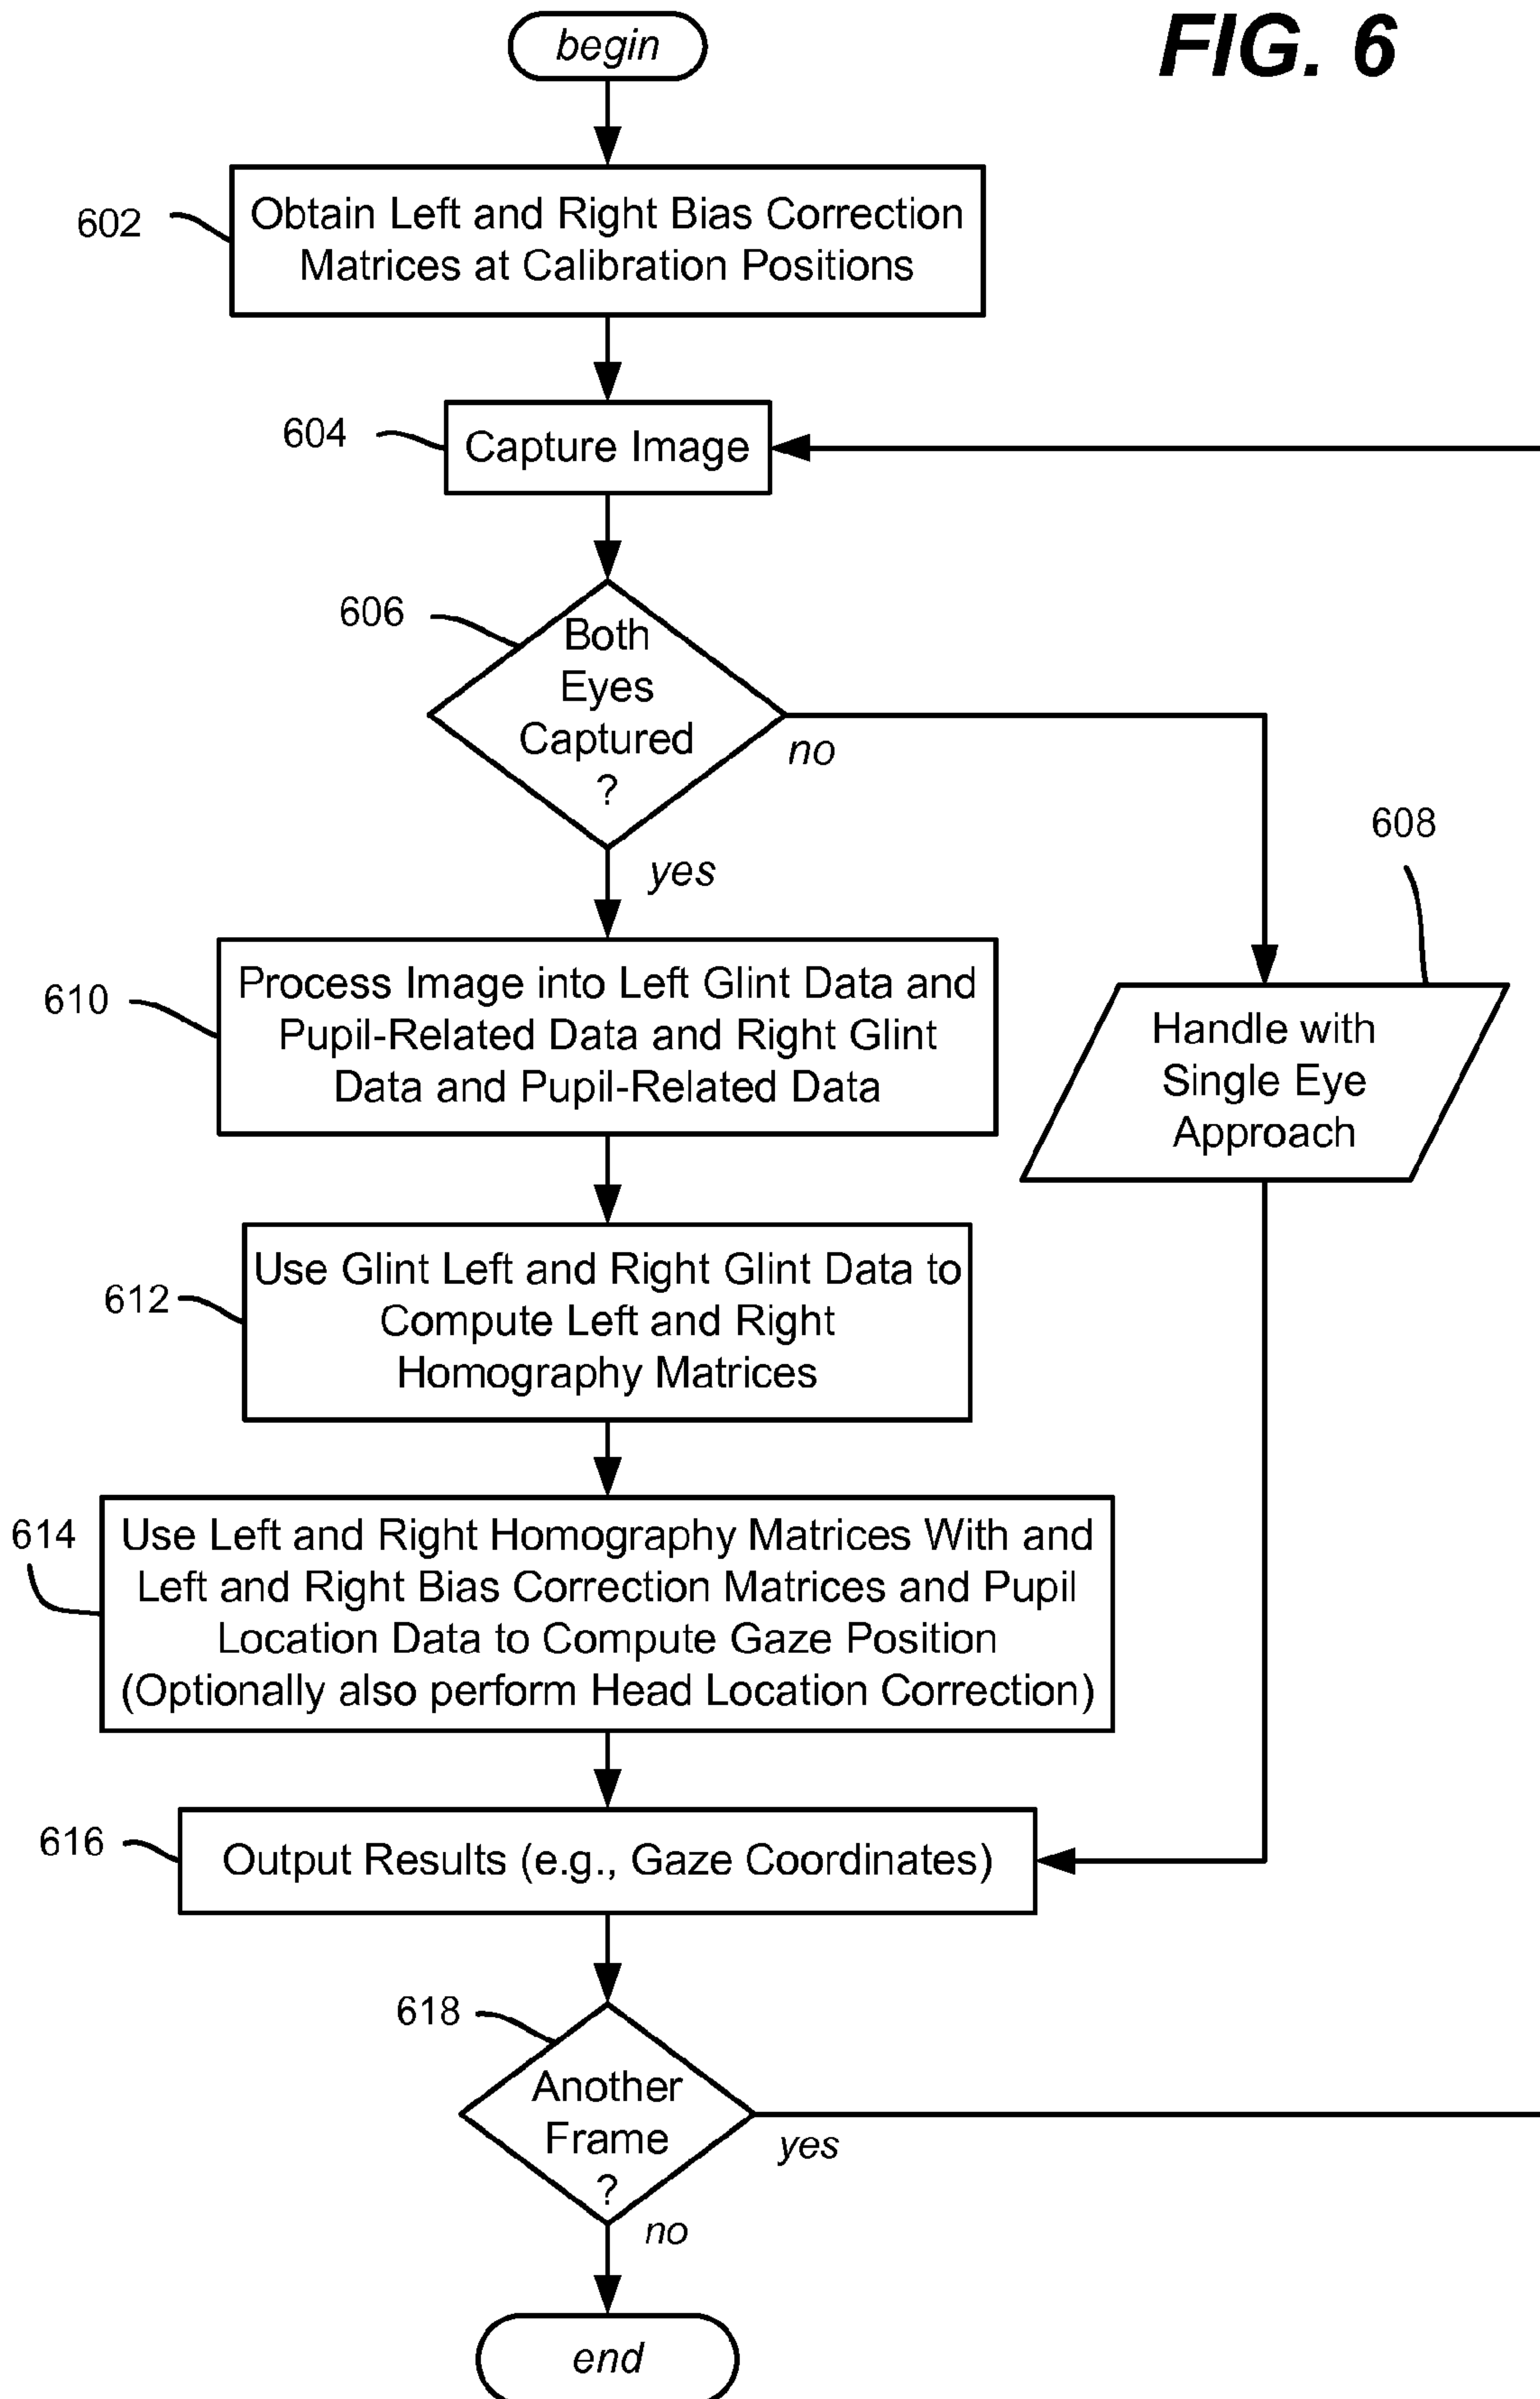 FIG. 6
begin
602
Obtain Left and Right Bias Correction
Matrices at Calibration Positions
604
Capture Image
606
Both
Eyes
Captured
?
no
yes
608
Handle with
Single Eye
Approach
610
Process Image into Left Glint Data and
Pupil-Related Data and Right Glint
Data and Pupil-Related Data
612
Use Glint Left and Right Glint Data to
Compute Left and Right
Homography Matrices
614
Use Left and Right Homography Matrices With and
Left and Right Bias Correction Matrices and Pupil
Location Data to Compute Gaze Position
(Optionally also perform Head Location Correction)
616
Output Results (e.g., Gaze Coordinates)
618
Another
Frame
?
yes
no
end